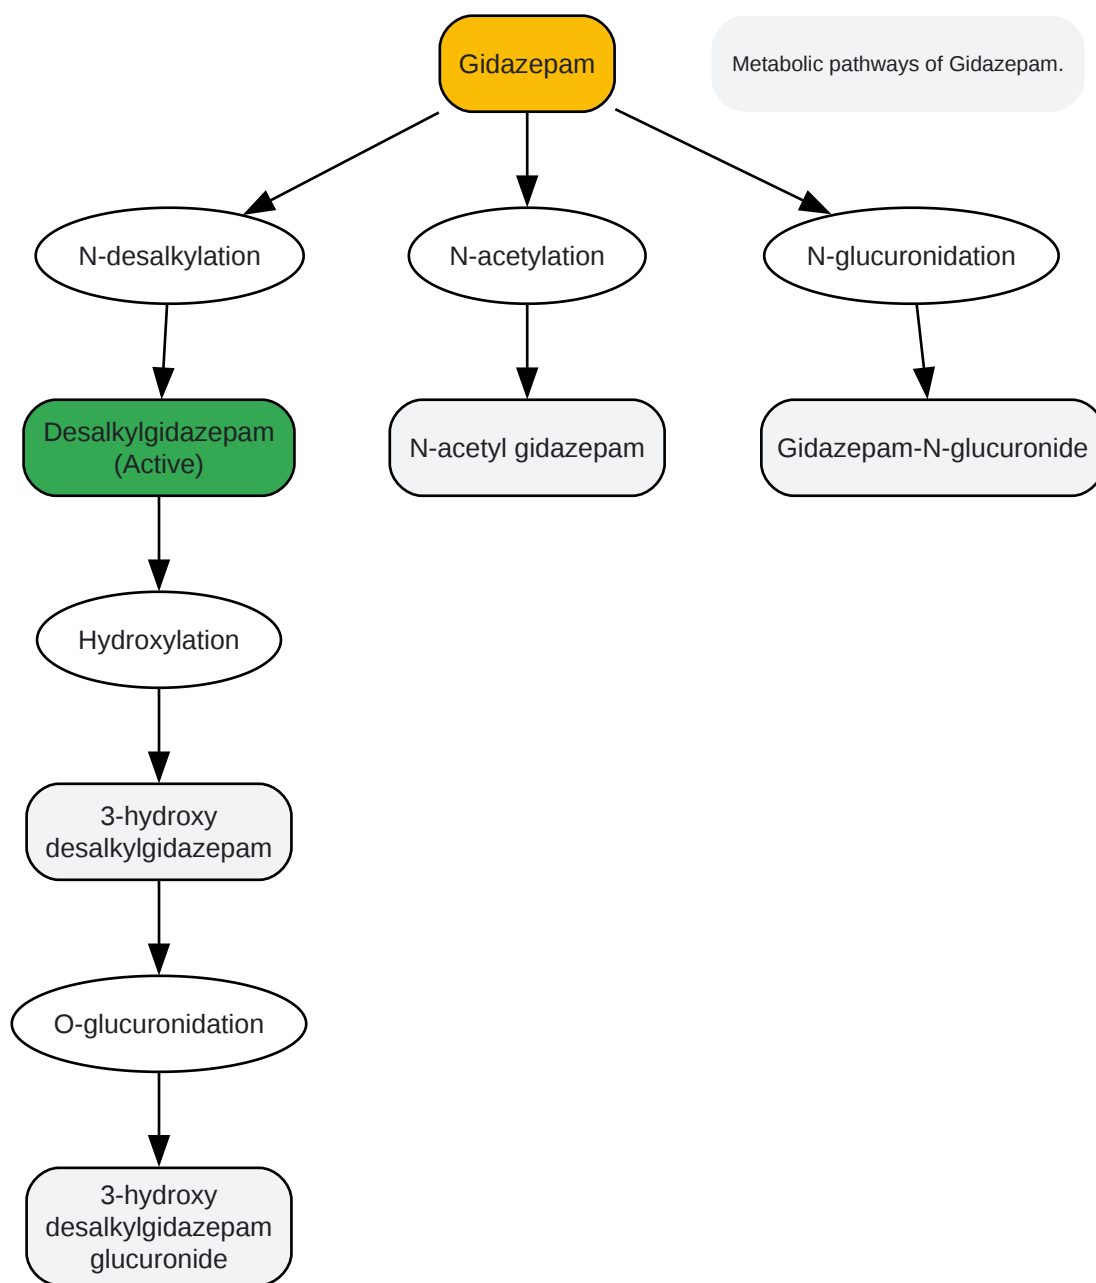 Gidazepam
Metabolic pathways of Gidazepam.
N-desalkylation
N-acetylation
N-glucuronidation
Desalkylgidazepam
(Active)
N-acetyl gidazepam
Gidazepam-N-glucuronide
Hydroxylation
3-hydroxy
desalkylgidazepam
O-glucuronidation
3-hydroxy
desalkylgidazepam
glucuronide